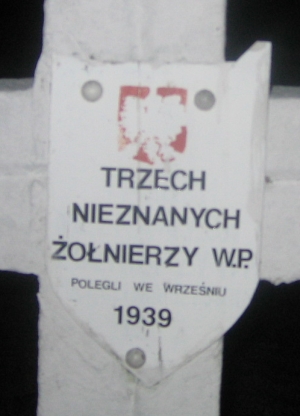 TRZECH
NIEZNANYCH
ŻOŁNIERZY W.P.
POLEGLI WE WRZEŚNIU
1939